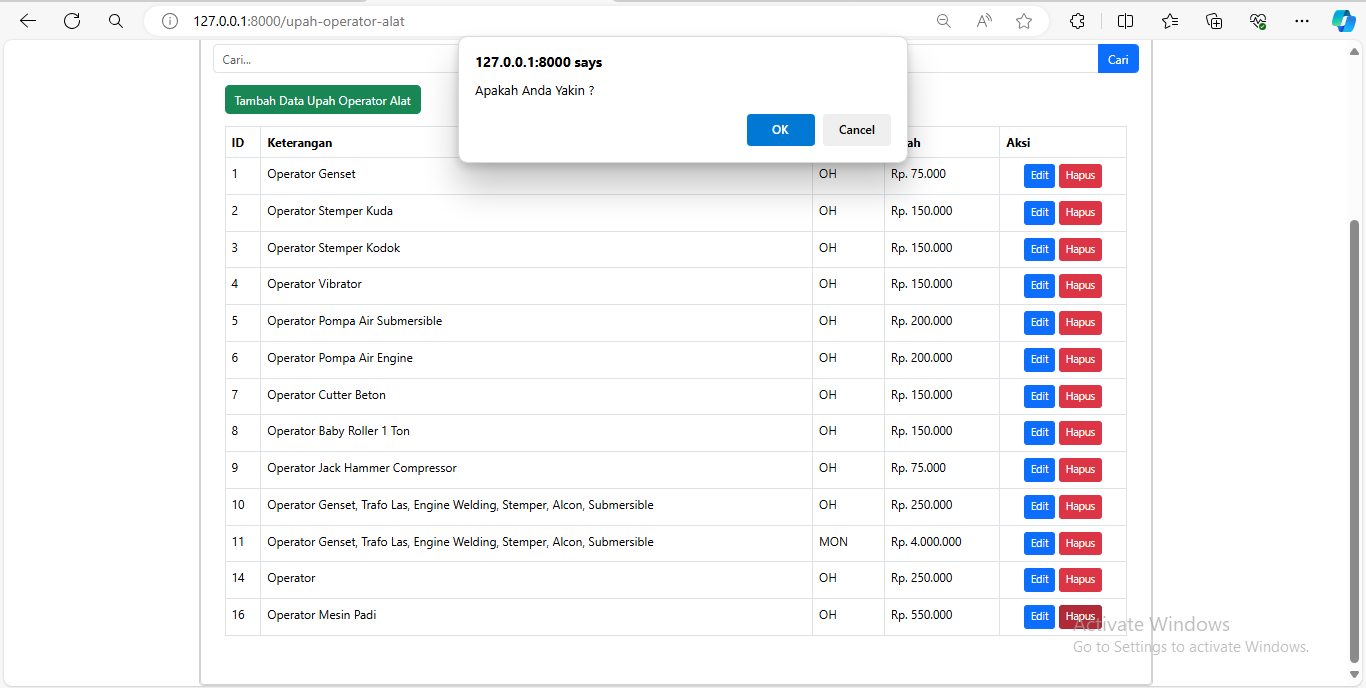 127.0.0.1:8000/upah-operator-alat
127.0.0.1:8000 says
Apakah Anda Yakin ?
OK Cancel
Cari... Cari
Tambah Data Upah Operator Alat
ID Keterangan Aksi
1 Operator Genset OH Rp. 75.000 Edit Hapus
2 Operator Stemper Kuda OH Rp. 150.000 Edit Hapus
3 Operator Stemper Kodok OH Rp. 150.000 Edit Hapus
4 Operator Vibrator OH Rp. 150.000 Edit Hapus
5 Operator Pompa Air Submersible OH Rp. 200.000 Edit Hapus
6 Operator Pompa Air Engine OH Rp. 200.000 Edit Hapus
7 Operator Cutter Beton OH Rp. 150.000 Edit Hapus
8 Operator Baby Roller 1 Ton OH Rp. 150.000 Edit Hapus
9 Operator Jack Hammer Compressor OH Rp. 75.000 Edit Hapus
10 Operator Genset, Trafo Las, Engine Welding, Stemper, Alcon, Submersible OH Rp. 250.000 Edit Hapus
11 Operator Genset, Trafo Las, Engine Welding, Stemper, Alcon, Submersible MON Rp. 4.000.000 Edit Hapus
14 Operator OH Rp. 250.000 Edit Hapus
16 Operator Mesin Padi OH Rp. 550.000 Edit Hapus
Activate Windows
Go to Settings to activate Windows.